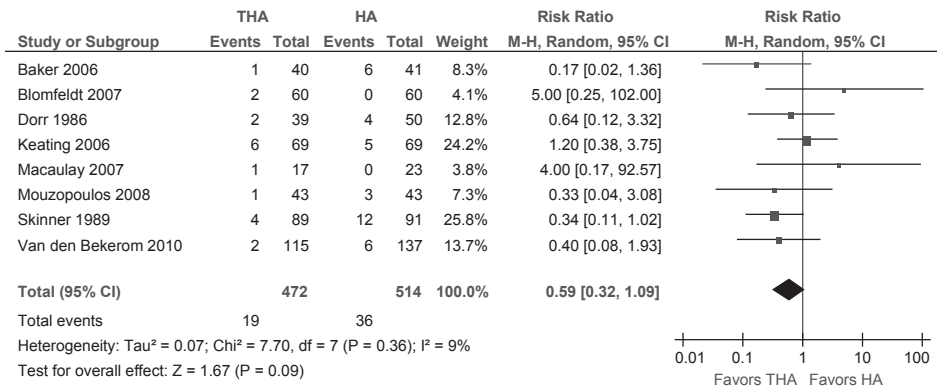 THA HA Risk Ratio Risk Ratio
Study or Subgroup Events Total Events Total Weight M-H, Random, 95% CI M-H, Random, 95% CI
Baker 2006 1 40 6 41 8.3% 0.17 [0.02, 1.36]
Blomfeldt 2007 2 60 0 60 4.1% 5.00 [0.25, 102.00]
Dorr 1986 2 39 4 50 12.8% 0.64 [0.12, 3.32]
Keating 2006 6 69 5 69 24.2% 1.20 [0.38, 3.75]
Macaulay 2007 1 17 0 23 3.8% 4.00 [0.17, 92.57]
Mouzopoulos 2008 1 43 3 43 7.3% 0.33 [0.04, 3.08]
Skinner 1989 4 89 12 91 25.8% 0.34 [0.11, 1.02]
Van den Bekerom 2010 2 115 6 137 13.7% 0.40 [0.08, 1.93]
Total (95% CI) 472 514 100.0% 0.59 [0.32, 1.09]
Total events 19 36
Heterogeneity: Tau² = 0.07; Chi² = 7.70, df = 7 (P = 0.36); I² = 9%
Test for overall effect: Z = 1.67 (P = 0.09)
0.01 0.1 1 10 100
Favors THA Favors HA